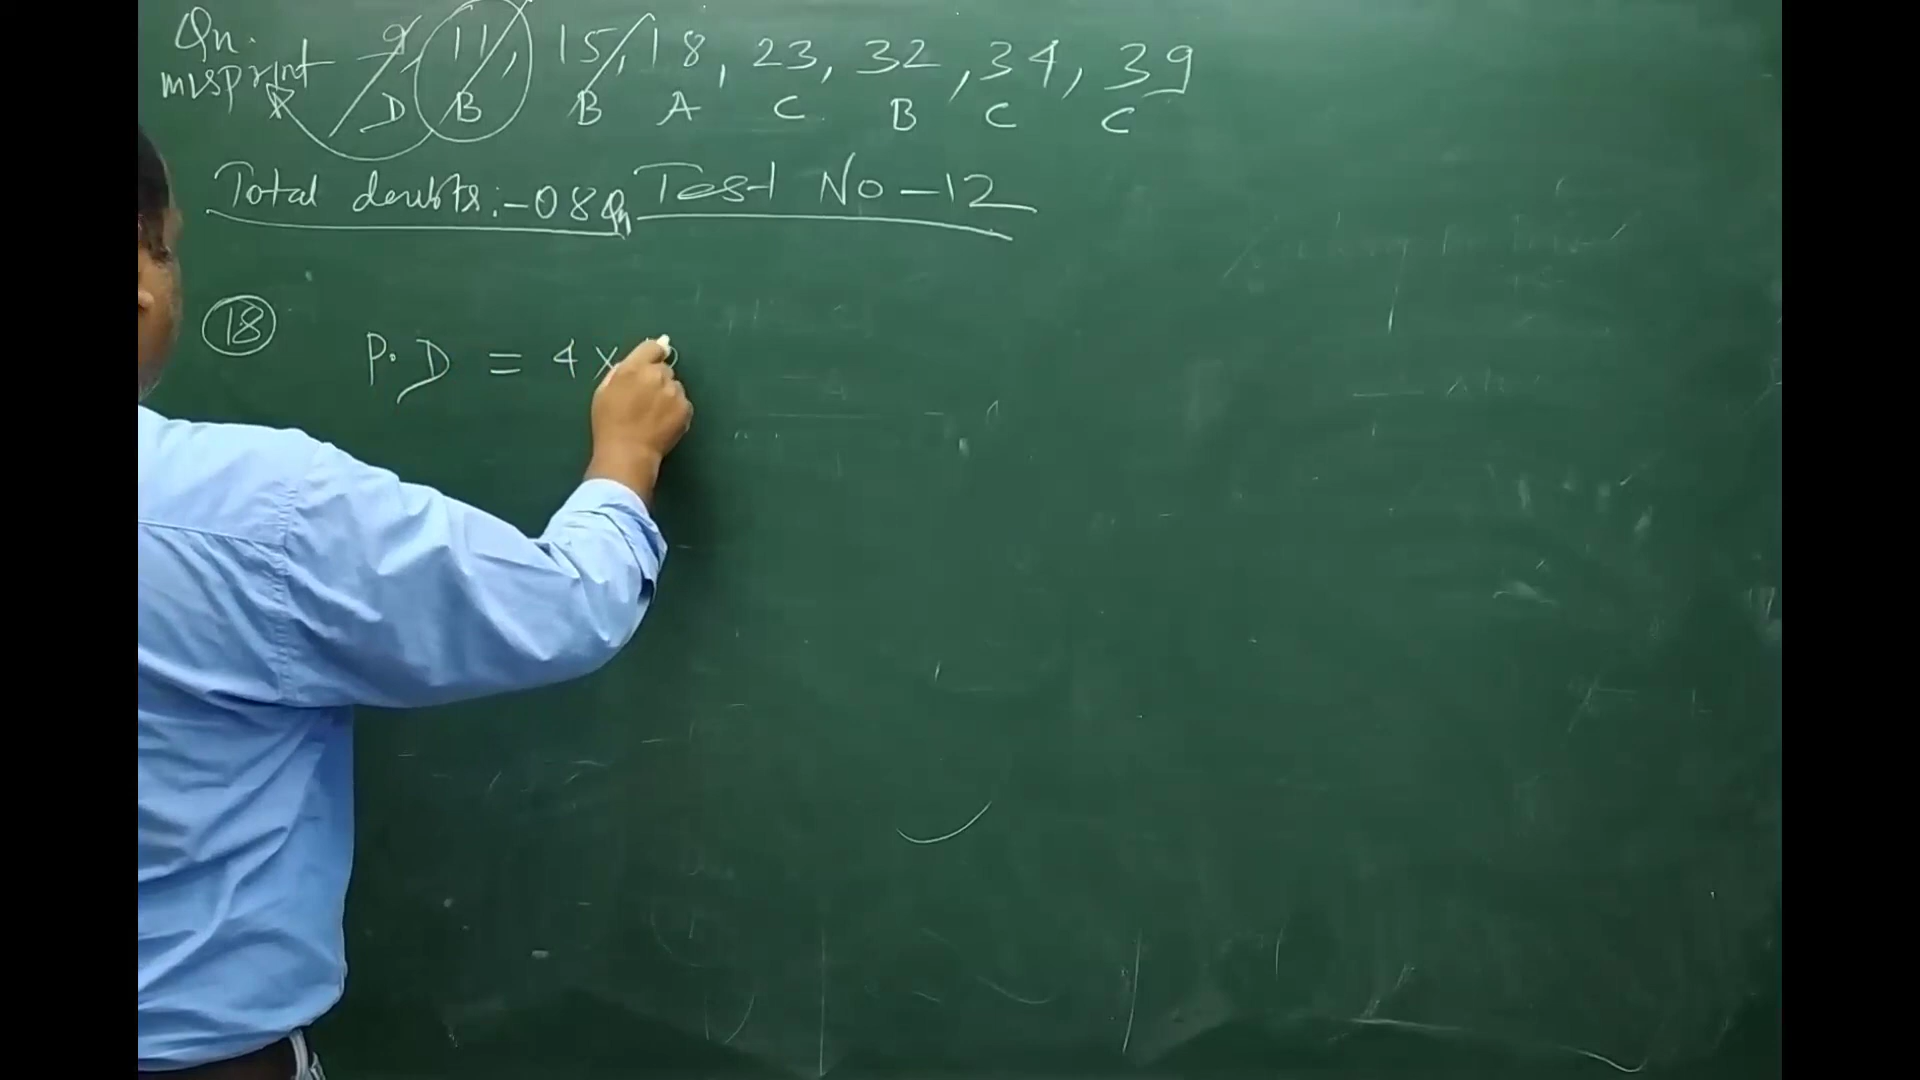 Qn. 9, 11, 15, 18, 23, 32, 34, 39
misprint D B B A C B C C
Total doubts:-08 Qn Test No-12
18 P.D = 4 ×